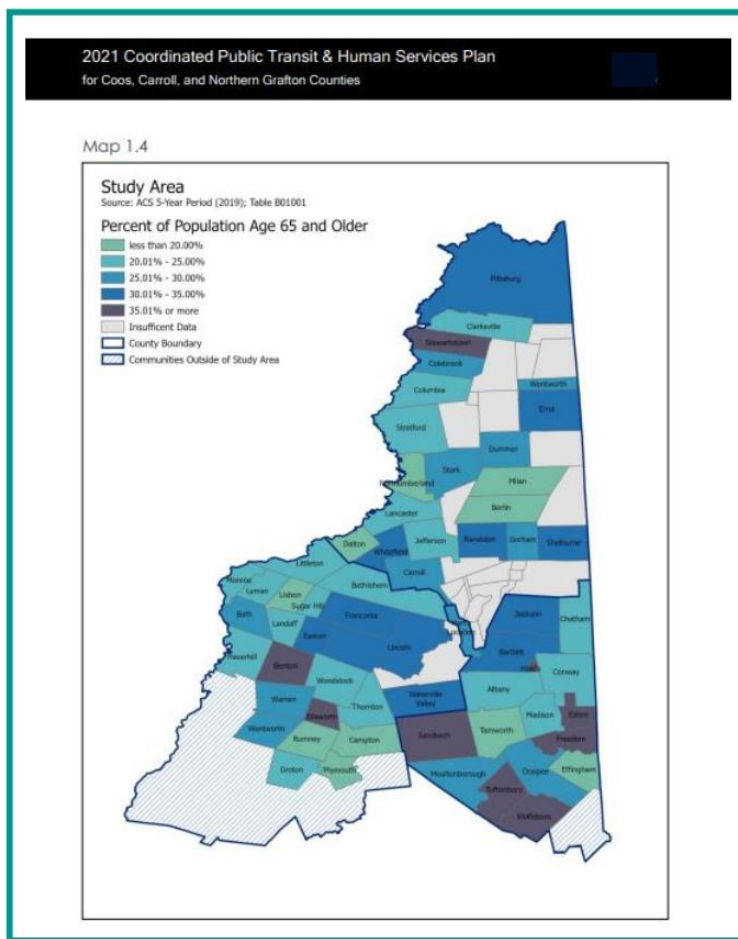 2021 Coordinated Public Transit & Human Services Plan
for Coos, Carroll, and Northern Grafton Counties
Map 1.4
Study Area
Source: ACS 5-Year Period (2019); Table B01001
Percent of Population Age 65 and Older
less than 20.00%
20.01% - 25.00%
25.01% - 30.00%
30.01% - 35.00%
35.01% or more
Insufficent Data
County Boundary
Communities Outside of Study Area
Pittsburg
Clarksville
Stewartstown
Colebrook
Wentworth
Columbia
Errol
Stratford
Dummer
Stark
Milan
Northumberland
Berlin
Lancaster
Dalton
Jefferson
Randolph
Gorham
Shelburne
Whitefield
Littleton
Carroll
Bethlehem
Monroe
Lyman
Lisbon
Sugar Hill
Bath
Landaff
Franconia
Easton
Lincoln
Location
Jackson
Chatham
Bartlett
Haverhill
Benton
Woodstock
Conway
Albany
Warren
Thornton
Waterville
Valley
Madison
Eaton
Ellsworth
Wentworth
Rumney
Campton
Sandwich
Tamworth
Freedom
Groton
Plymouth
Moultonborough
Ossipee
Effingham
Tuftonboro
Wolfeboro